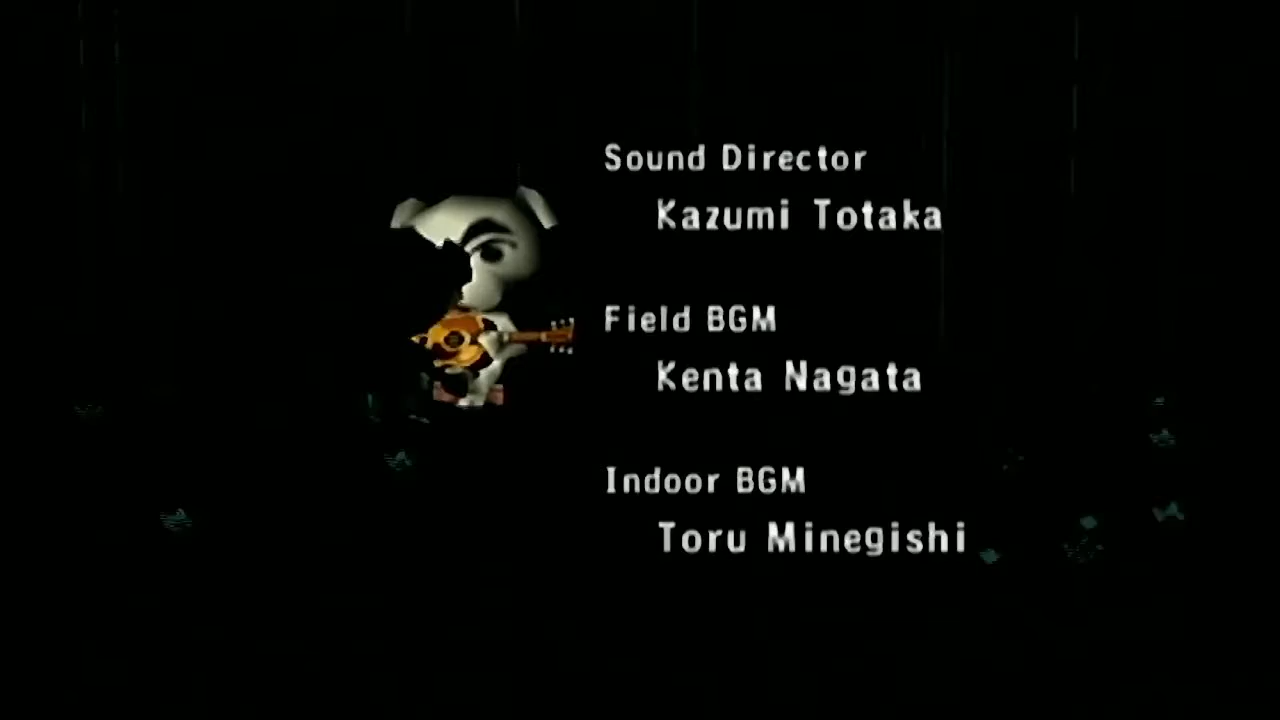 Sound Director
Kazumi Totaka
Field BGM
Kenta Nagata
Indoor BGM
Toru Minegishi